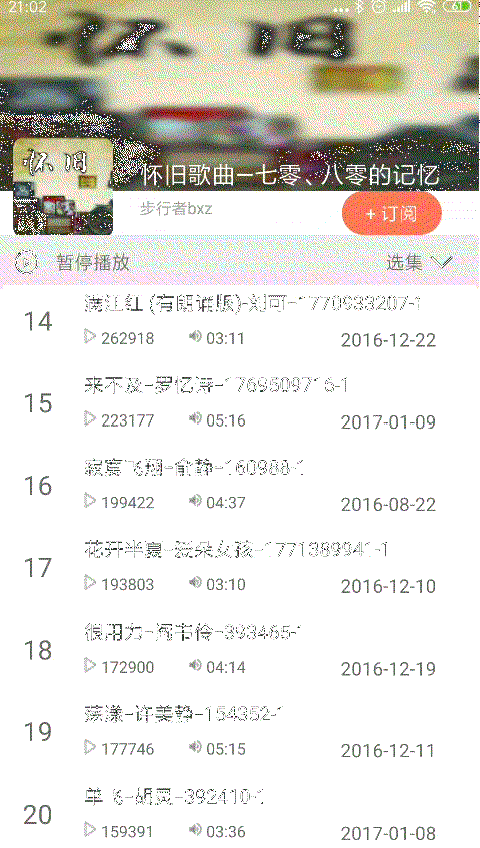 21:02
61
怀旧
怀旧
怀旧歌曲—七零、八零的记忆
步行者bxz
+ 订阅
暂停播放
选集
14
满江红 (有朗诵版)-刘可-1770933207-1
262918
03:11
2016-12-22
15
来不及-罗忆诗-1769509716-1
223177
05:16
2017-01-09
16
寂寞飞翔-俞静-160988-1
199422
04:37
2016-08-22
17
花开半夏-浸朵女孩-1771389941-1
193803
03:10
2016-12-10
18
很用力-海韦伶-393465-1
172900
04:14
2016-12-19
19
荡漾-许美静-154352-1
177746
05:15
2016-12-11
20
单飞-胡灵-392410-1
159391
03:36
2017-01-08